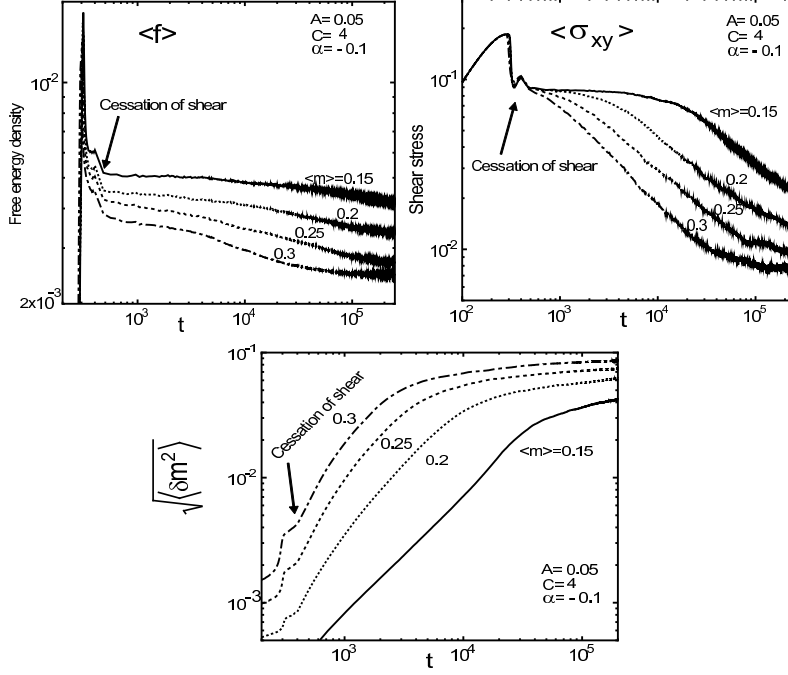 <f>
A= 0.05
C= 4
α= - 0.1
Cessation of shear
<m>=0.15
0.2
0.25
0.3
Free energy density
10⁻²
2x10⁻³
10³
10⁴
10⁵
t
<σxy>
A= 0.05
C= 4
α= - 0.1
<m>=0.15
Cessation of shear
0.2
0.25
0.3
Shear stress
10⁻¹
10⁻²
10²
10³
10⁴
10⁵
t
Cessation of shear
0.3
0.25
0.2
<m>=0.15
A= 0.05
C= 4
α= - 0.1
√⟨δm²⟩
10⁻¹
10⁻²
10⁻³
10³
10⁴
10⁵
t